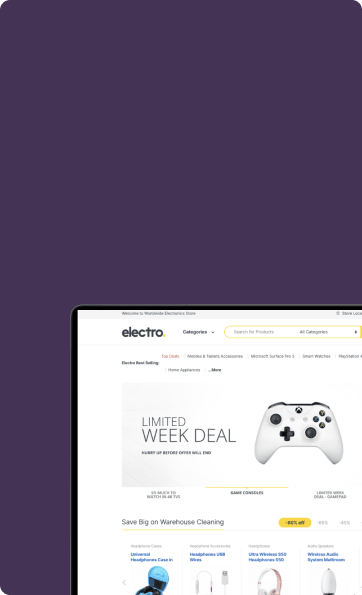 Welcome to Worldwide Electronics Store
Store Loca
electro.
Categories
Search for Products
All Categories
Top Deals
Mobiles & Tablets Accessories
Microsoft Surface Pro 3
Smart Watches
PlayStation 4
Electro Best Selling:
Home Appliances
...More
LIMITED
WEEK DEAL
HURRY UP BEFORE OFFER WILL END
SO MUCH TO
WATCH IN 4K TVS
GAME CONSOLES
LIMITED WEEK
DEAL - GAMEPAD
Save Big on Warehouse Cleaning
-80% off
-65%
-45%
Headphone Cases
Headphone Accessories
Headphones
Audio Speakers
Universal
Headphones Case in
Headphones USB
Wires
Ultra Wireless S50
Headphones S50
Wireless Audio
System Multiroom